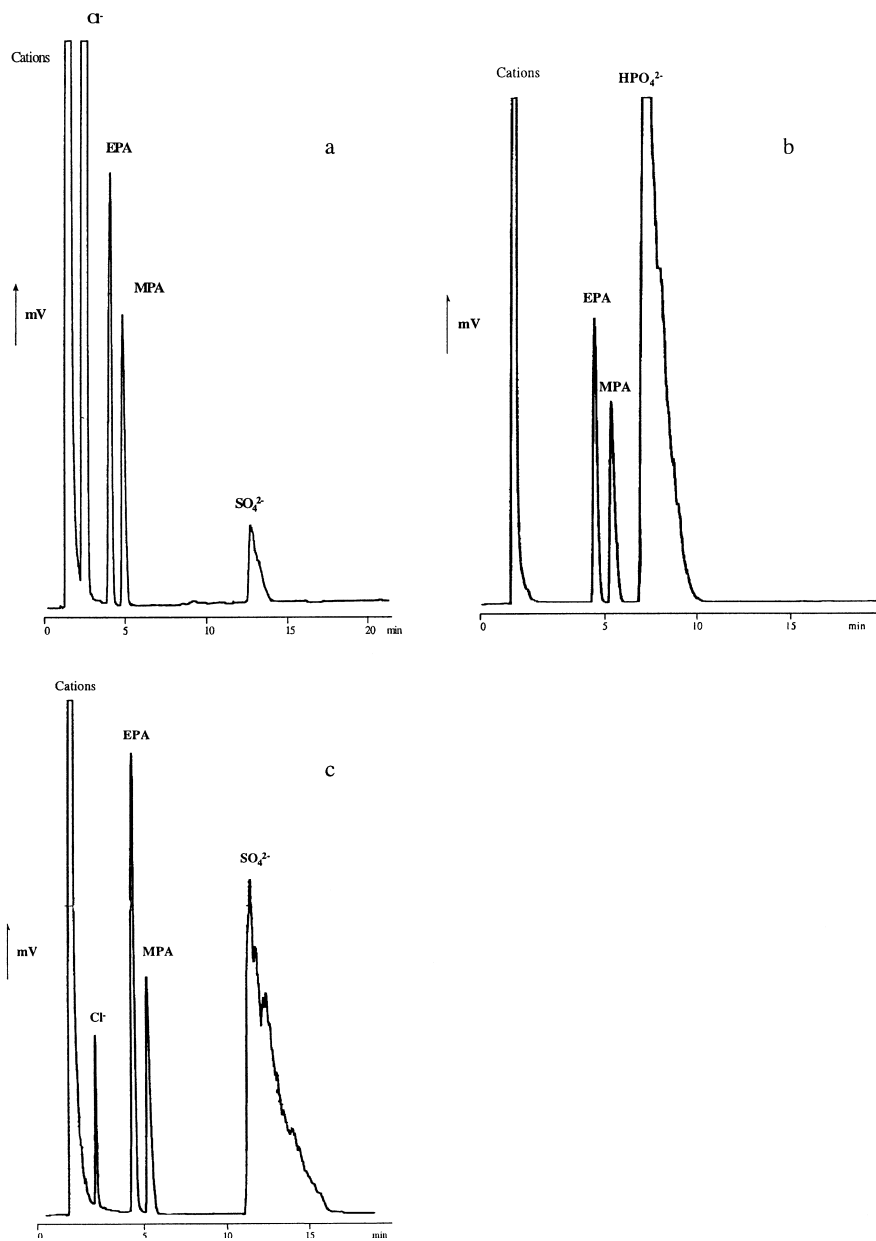 Cl-
Cations
EPA
a
MPA
mV
SO₄²⁻
0 5 10 15 20 min
Cations
HPO₄²⁻
b
EPA
mV
MPA
0 5 10 15 min
Cations
EPA
c
SO₄²⁻
mV
MPA
Cl-
0 5 10 15